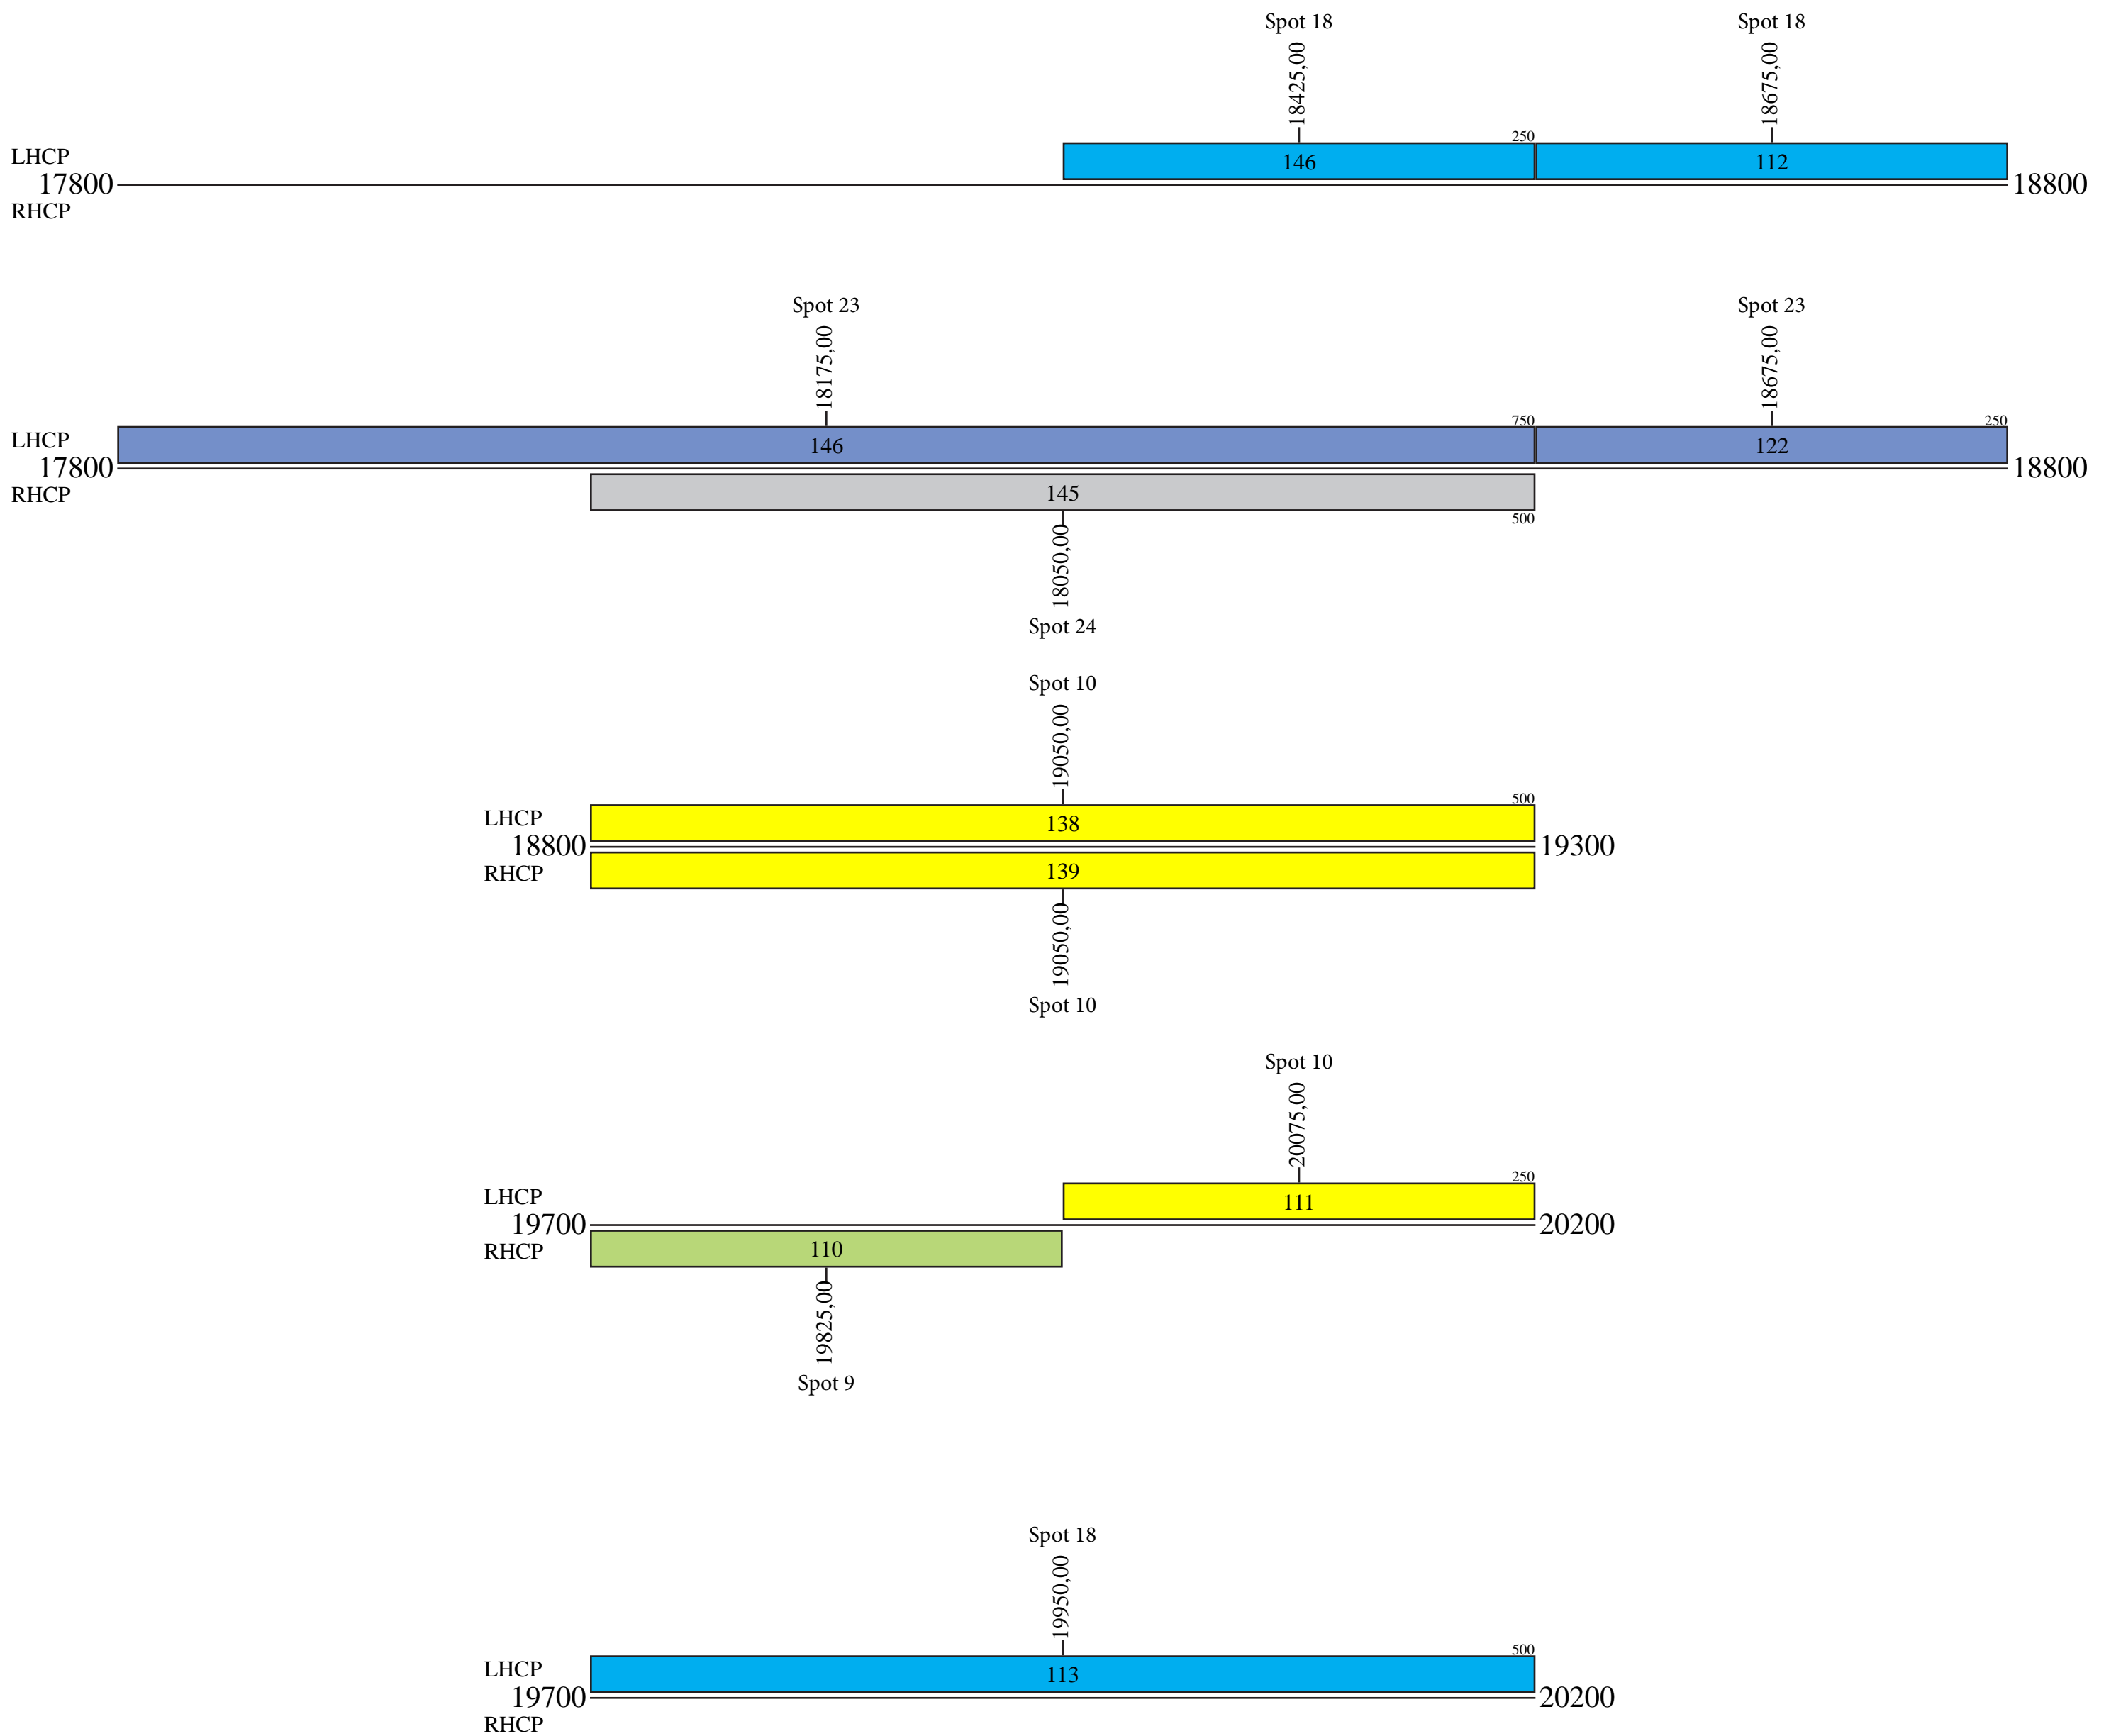 Spot 18 Spot 18
18425,00 18675,00
250
LHCP 146 112
17800 18800
RHCP
Spot 23 Spot 23
18175,00 18675,00
750 250
LHCP 146 122
17800 18800
RHCP 145
500
18050,00
Spot 24
Spot 10
19050,00
500
LHCP 138
18800 19300
RHCP 139
19050,00
Spot 10
Spot 10
20075,00
250
LHCP 111
19700 20200
RHCP 110
19825,00
Spot 9
Spot 18
19950,00
500
LHCP 113
19700 20200
RHCP